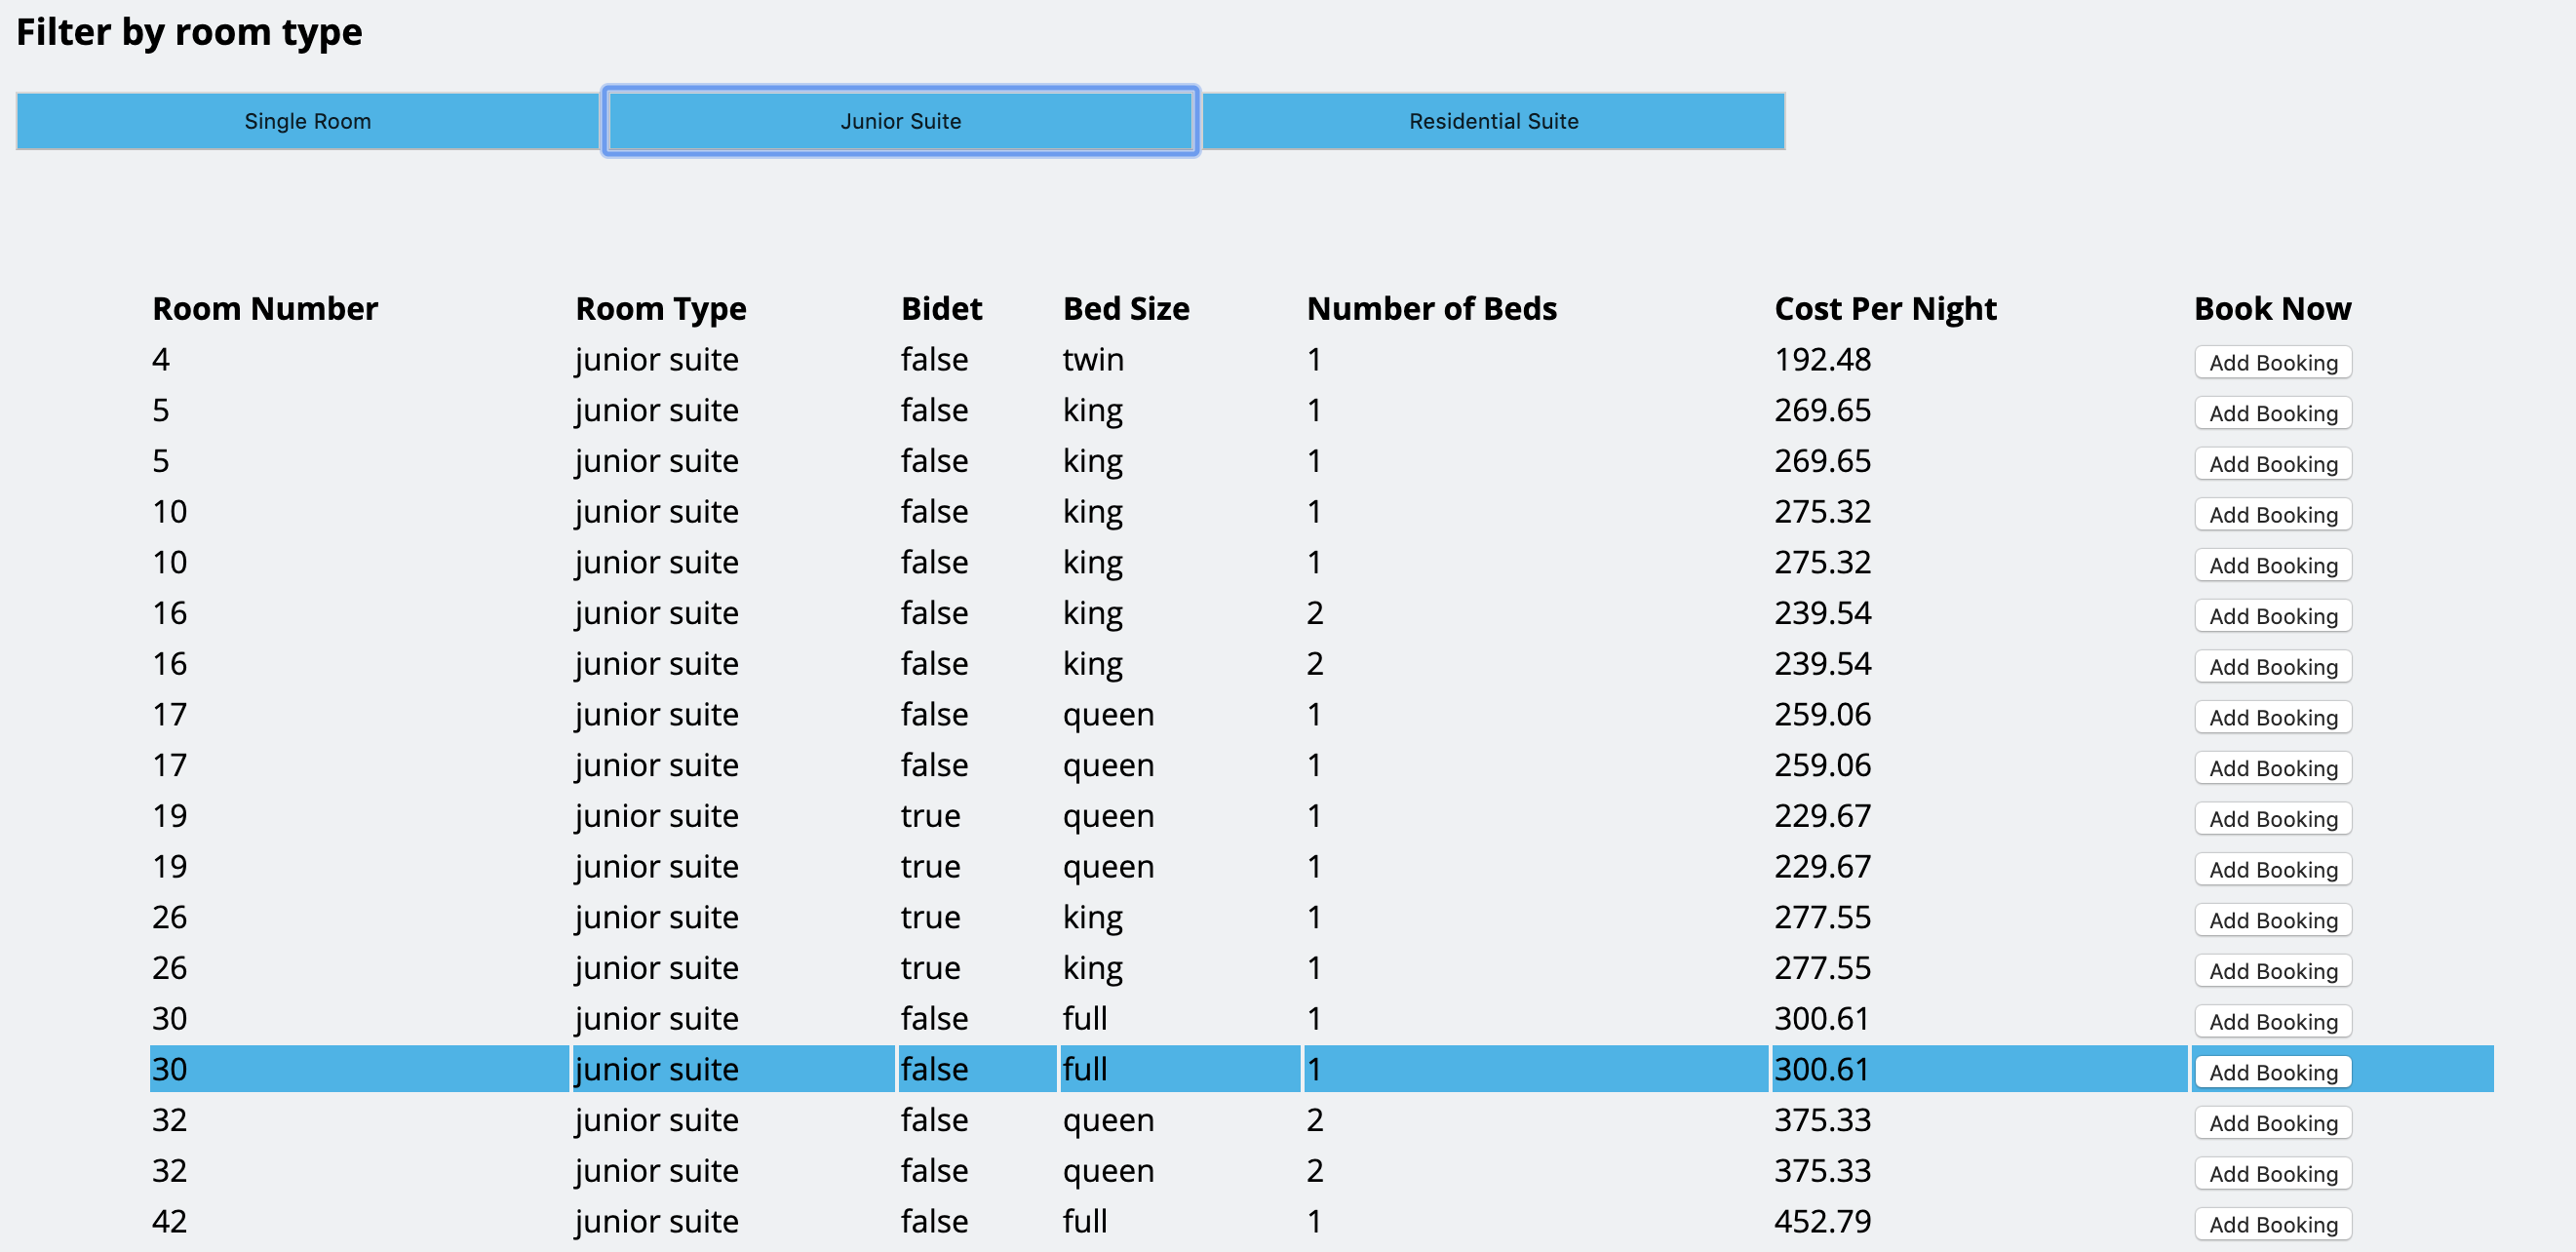 Filter by room type
Single Room Junior Suite Residential Suite
Room Number Room Type Bidet Bed Size Number of Beds Cost Per Night Book Now
4 junior suite false twin 1 192.48 Add Booking
5 junior suite false king 1 269.65 Add Booking
5 junior suite false king 1 269.65 Add Booking
10 junior suite false king 1 275.32 Add Booking
10 junior suite false king 1 275.32 Add Booking
16 junior suite false king 2 239.54 Add Booking
16 junior suite false king 2 239.54 Add Booking
17 junior suite false queen 1 259.06 Add Booking
17 junior suite false queen 1 259.06 Add Booking
19 junior suite true queen 1 229.67 Add Booking
19 junior suite true queen 1 229.67 Add Booking
26 junior suite true king 1 277.55 Add Booking
26 junior suite true king 1 277.55 Add Booking
30 junior suite false full 1 300.61 Add Booking
30 junior suite false full 1 300.61 Add Booking
32 junior suite false queen 2 375.33 Add Booking
32 junior suite false queen 2 375.33 Add Booking
42 junior suite false full 1 452.79 Add Booking